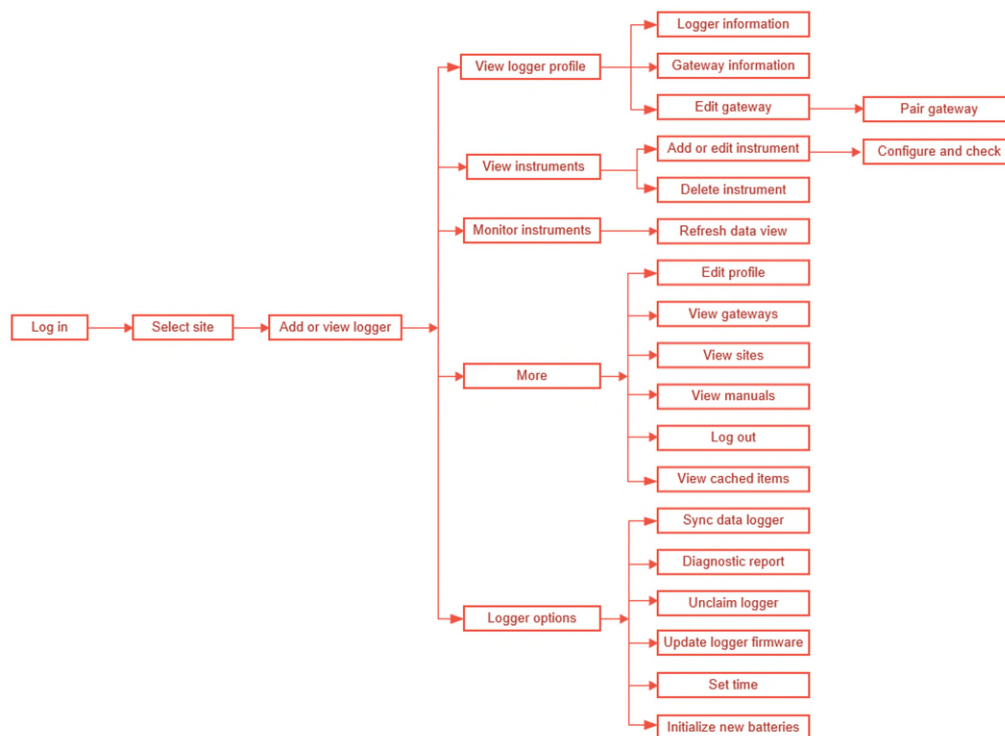 Log in
Select site
Add or view logger
View logger profile
Logger information
Gateway information
Edit gateway
Pair gateway
View instruments
Add or edit instrument
Configure and check
Delete instrument
Monitor instruments
Refresh data view
More
Edit profile
View gateways
View sites
View manuals
Log out
View cached items
Logger options
Sync data logger
Diagnostic report
Unclaim logger
Update logger firmware
Set time
Initialize new batteries